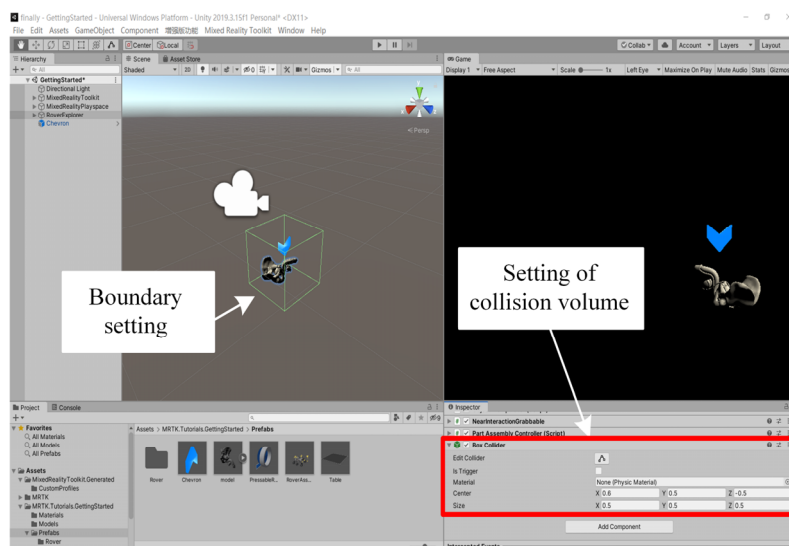 finally - GettingStarted - Universal Windows Platform - Unity 2019.3.15f1 Personal* <DX11>
File Edit Assets GameObject Component 增强版功能 Mixed Reality Toolkit Window Help
Center Local Collab Account Layers Layout
Hierarchy
All
GettingStarted*
Directional Light
MixedRealityToolkit
MixedRealityPlayspace
RoverExplorer
Chevron
Scene Asset Store
Shaded 2D Gizmos All
Persp
Game
Display 1 Free Aspect Scale 1x Left Eye Maximize On Play Mute Audio Stats Gizmos
Boundary
setting
Setting of
collision volume
Project Console
Favorites
All Materials
All Models
All Prefabs
Assets
MixedRealityToolkit.Generated
CustomProfiles
MRTK
MRTK.Tutorials.GettingStarted
Materials
Models
Prefabs
Rover
Assets > MRTK.Tutorials.GettingStarted > Prefabs
Rover Chevron model PressableR... RoverAss... Table
Inspector
NearInteractionGrabbable
Part Assembly Controller (Script)
Box Collider
Edit Collider
Is Trigger
Material None (Physic Material)
Center X 0.6 Y 0.5 Z -0.5
Size X 0.5 Y 0.5 Z 0.5
Add Component